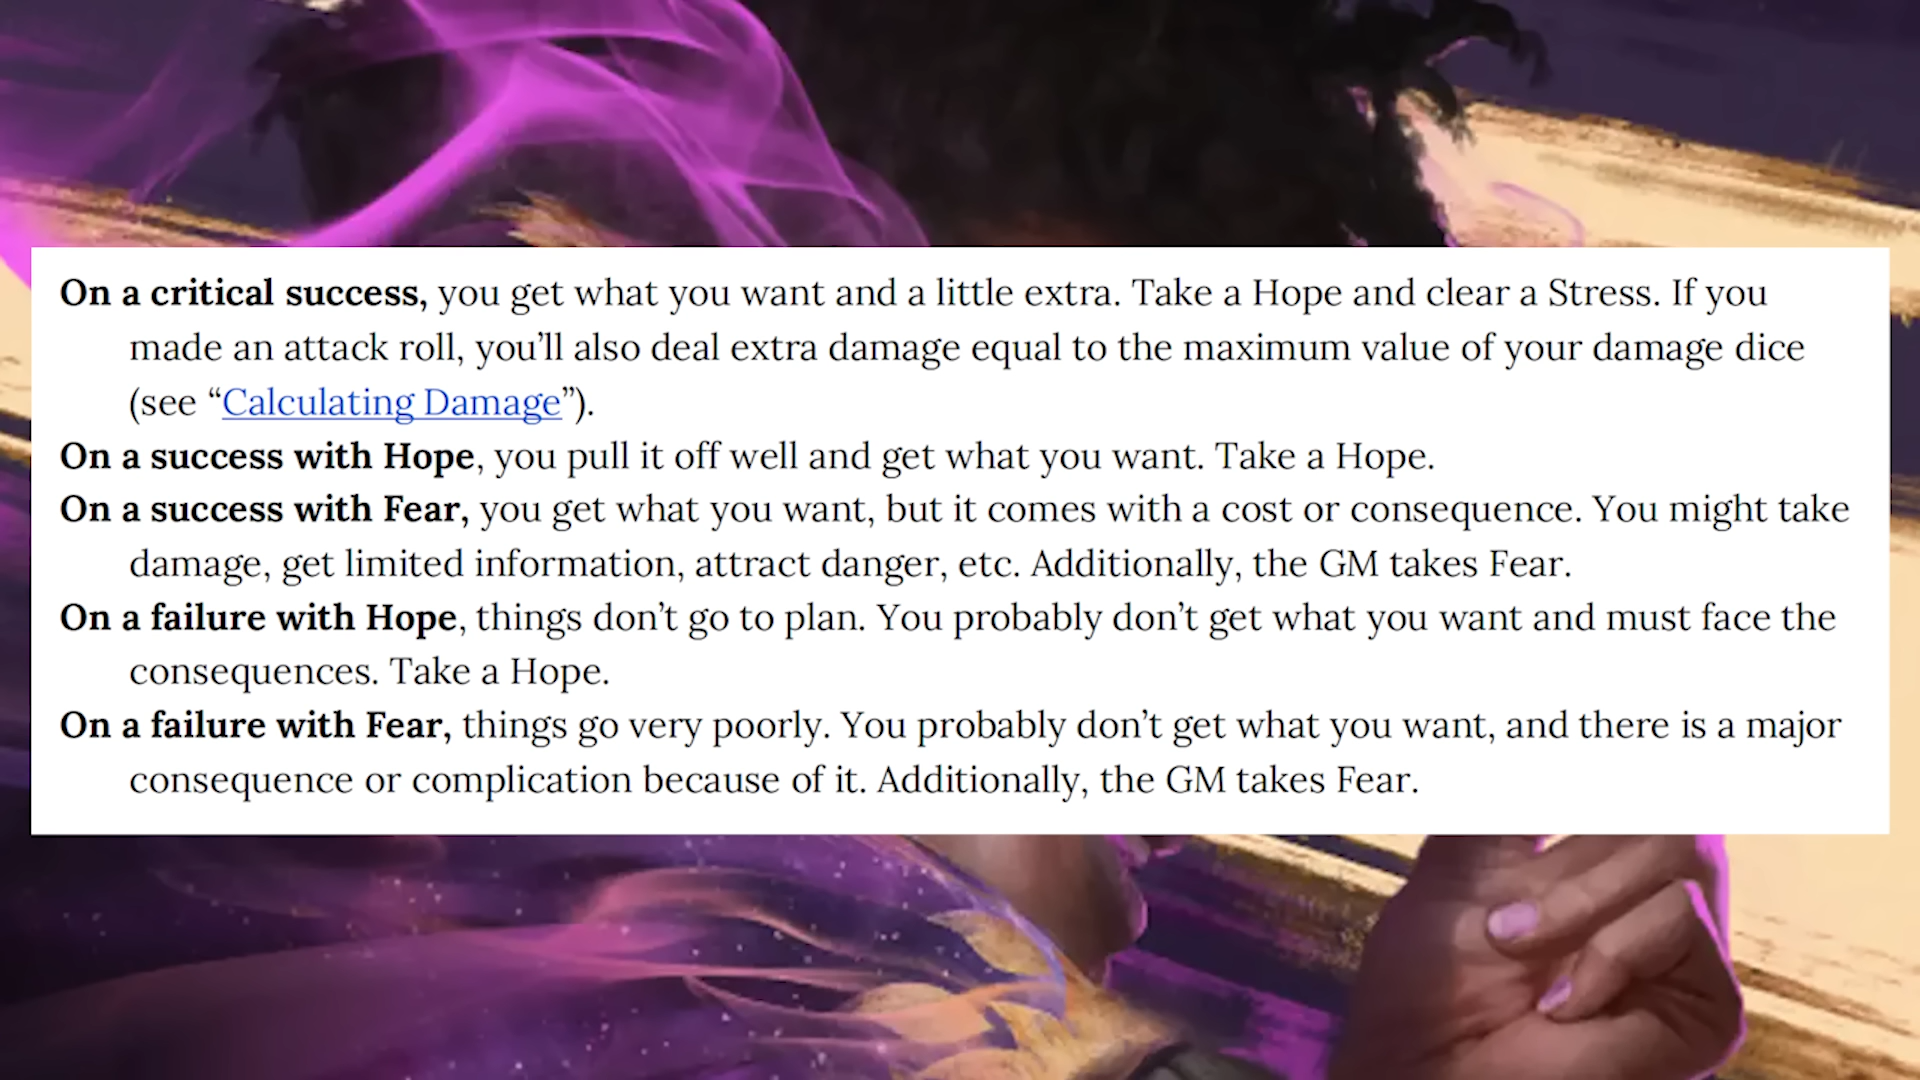 On a critical success, you get what you want and a little extra. Take a Hope and clear a Stress. If you
made an attack roll, you’ll also deal extra damage equal to the maximum value of your damage dice
(see “Calculating Damage”).
On a success with Hope, you pull it off well and get what you want. Take a Hope.
On a success with Fear, you get what you want, but it comes with a cost or consequence. You might take
damage, get limited information, attract danger, etc. Additionally, the GM takes Fear.
On a failure with Hope, things don’t go to plan. You probably don’t get what you want and must face the
consequences. Take a Hope.
On a failure with Fear, things go very poorly. You probably don’t get what you want, and there is a major
consequence or complication because of it. Additionally, the GM takes Fear.